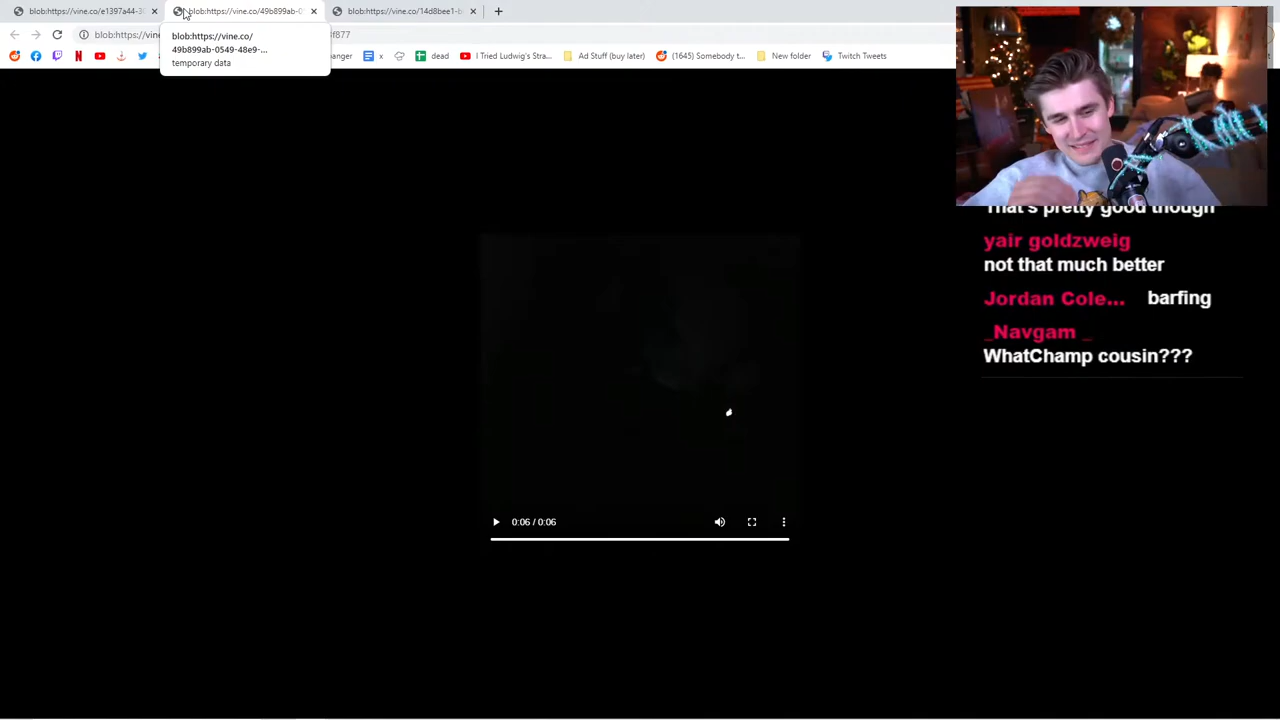 blob:https://vine.co/e1397a44-3
blob:https://vine.co/49b899ab-0
blob:https://vine.co/14d8bee1-b
blob:https://vine
f877
blob:https://vine.co/
49b899ab-0549-48e9-...
temporary data
anger
x
dead
I Tried Ludwig's Stra...
Ad Stuff (buy later)
(1645) Somebody t...
New folder
Twitch Tweets
That's pretty good though
yair goldzweig
not that much better
Jordan Cole... barfing
_Navgam _
WhatChamp cousin???
0:06 / 0:06